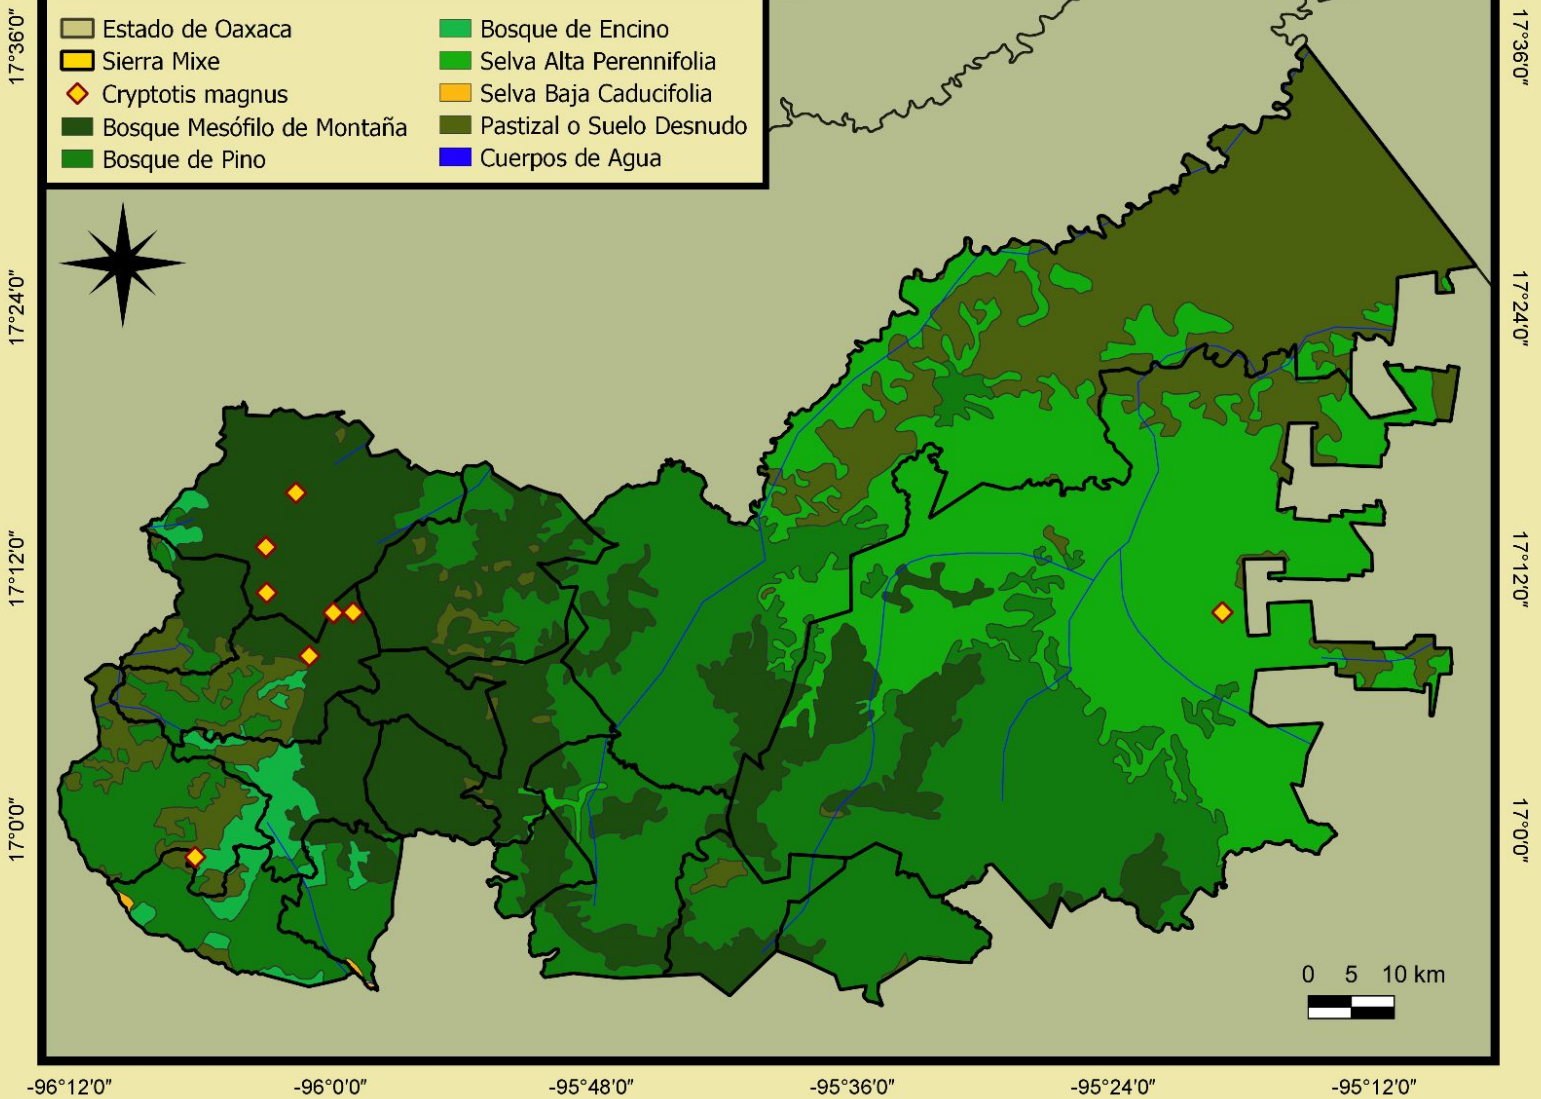 Estado de Oaxaca
Sierra Mixe
Cryptotis magnus
Bosque Mesófilo de Montaña
Bosque de Pino
Bosque de Encino
Selva Alta Perennifolia
Selva Baja Caducifolia
Pastizal o Suelo Desnudo
Cuerpos de Agua
17°36'0"
17°24'0"
17°12'0"
17°0'0"
17°36'0"
17°24'0"
17°12'0"
17°0'0"
0 5 10 km
-96°12'0" -96°0'0" -95°48'0" -95°36'0" -95°24'0" -95°12'0"